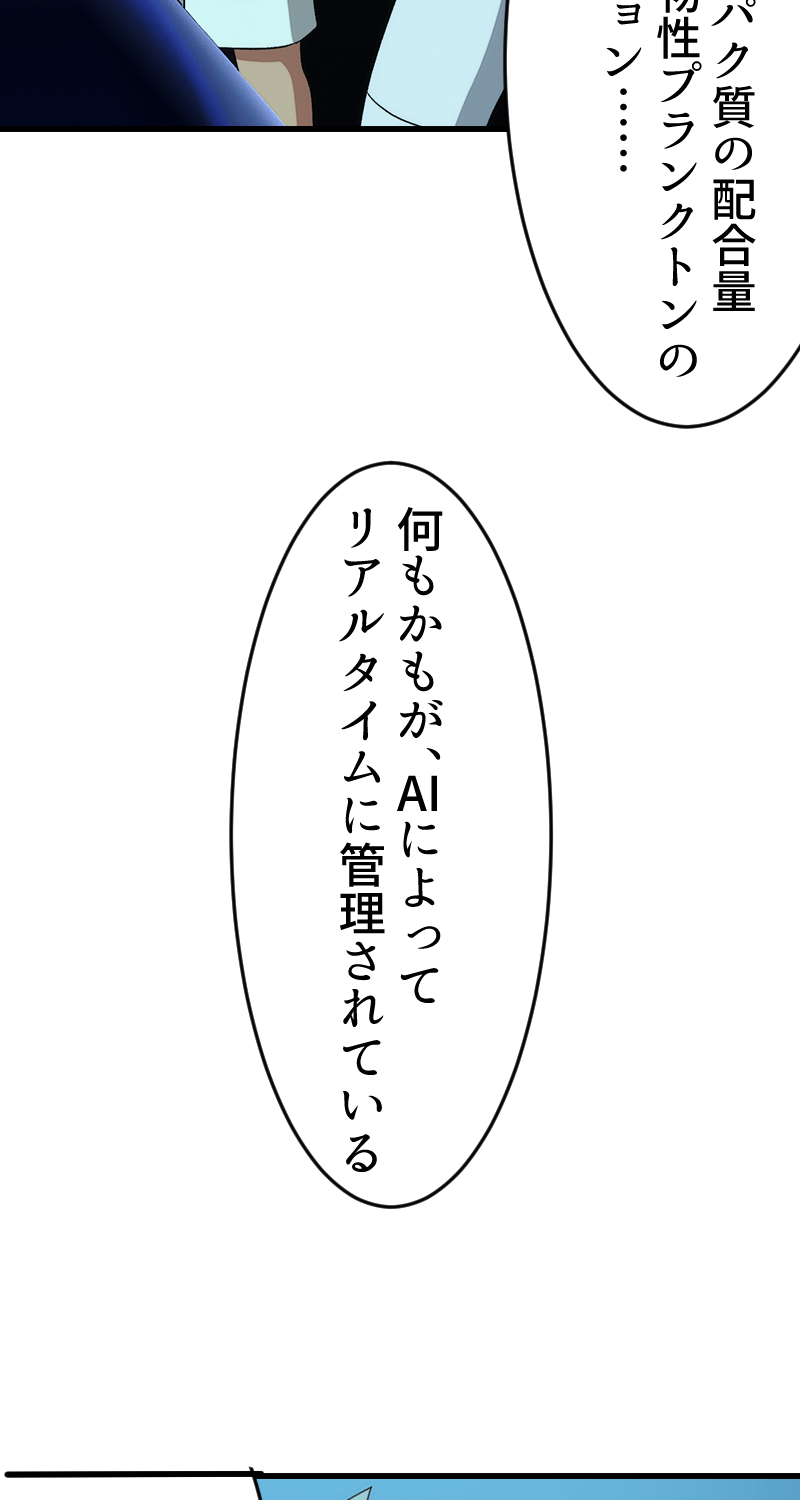 パク質の配合量
物性プランクトンの
ョン……
何もかもが、AIによって
リアルタイムに管理されている